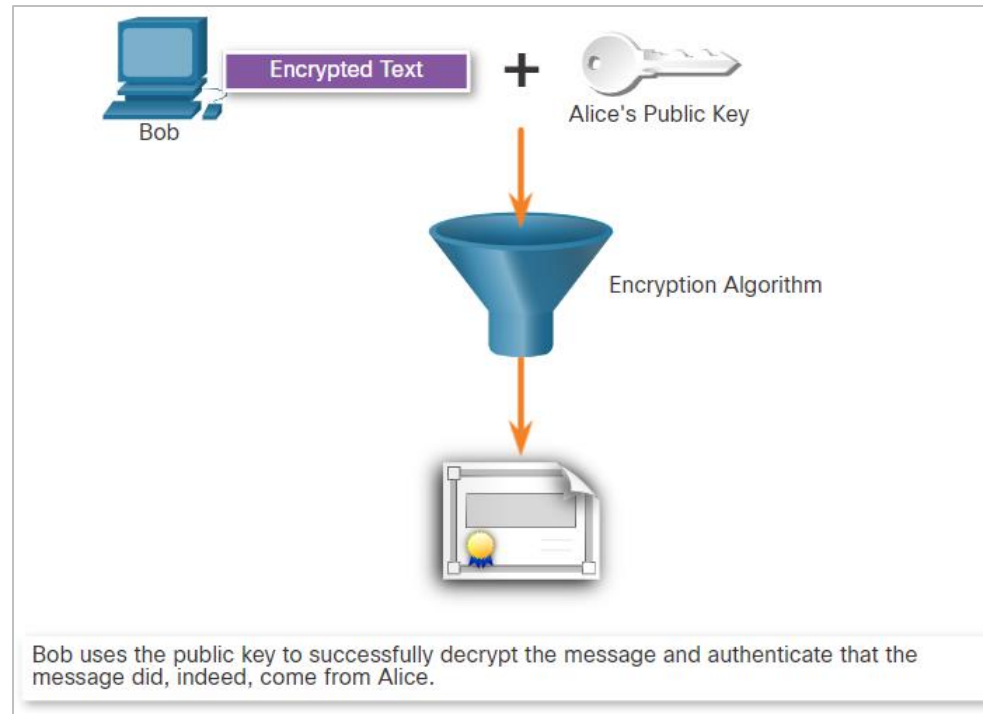 Encrypted Text
+
Alice's Public Key
Bob
Encryption Algorithm
Bob uses the public key to successfully decrypt the message and authenticate that the
message did, indeed, come from Alice.